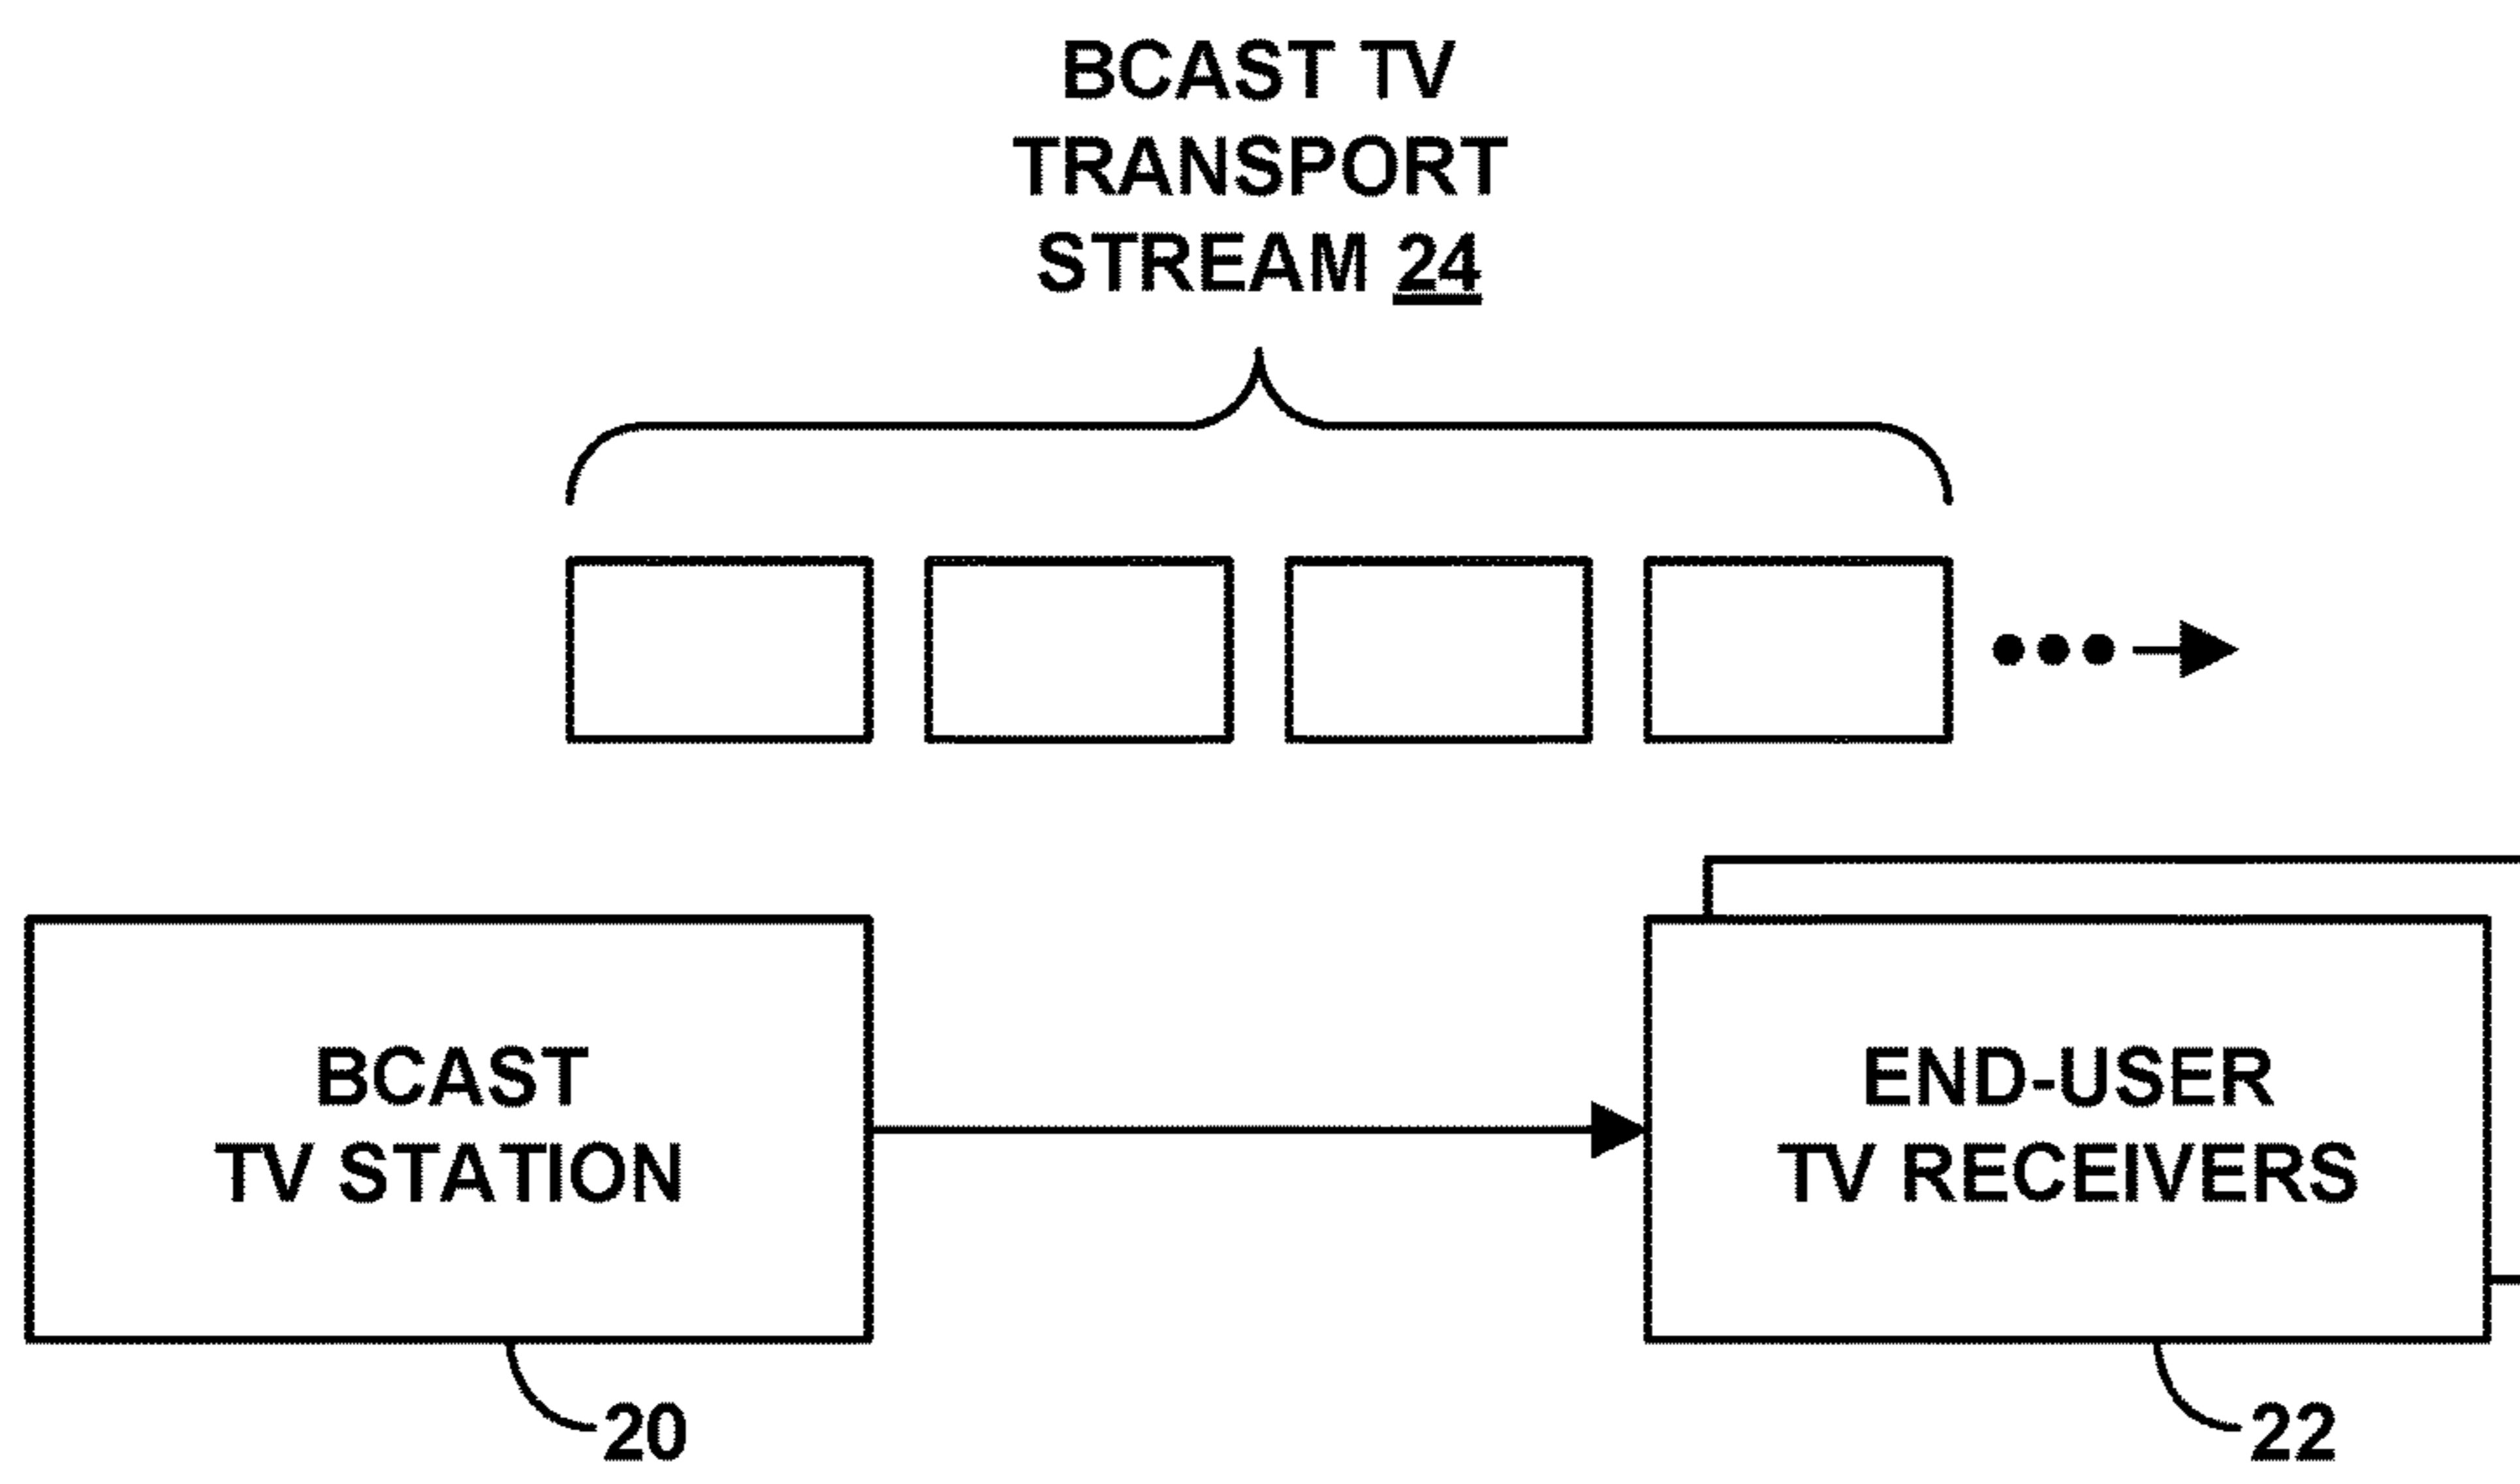 BCAST TV
TRANSPORT
STREAM 24
BCAST
TV STATION
END-USER
TV RECEIVERS
20
22